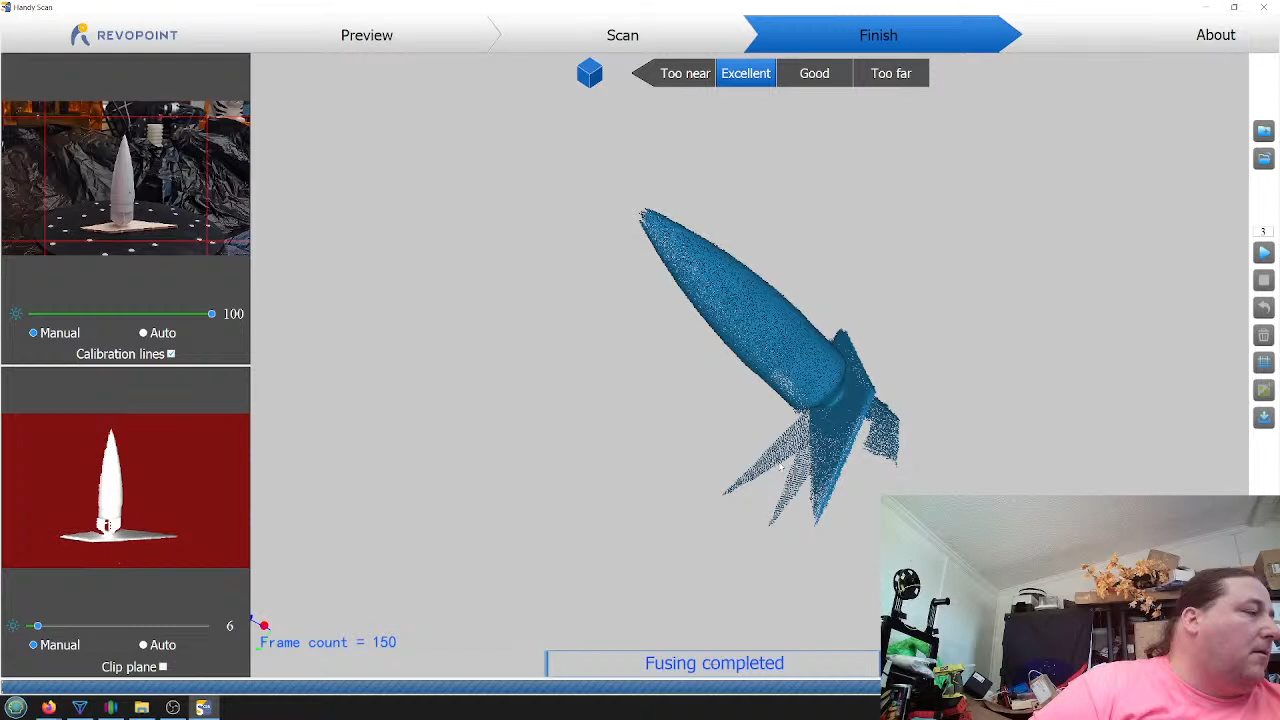 Handy Scan
REVOPOINT
Preview
Scan
Finish
About
Too near
Excellent
Good
Too far
3
100
Manual
Auto
Calibration lines
6
Manual
Auto
Clip plane
Frame count = 150
Fusing completed